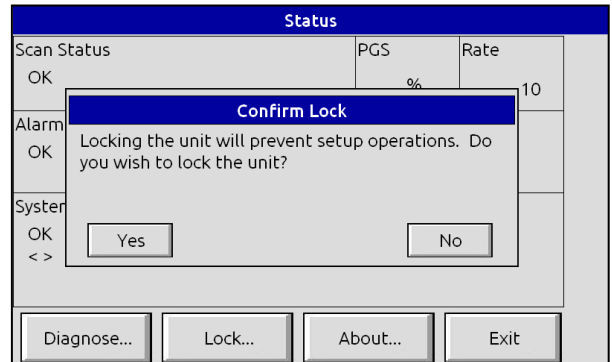 Status
Scan Status
PGS
Rate
OK
%
10
Confirm Lock
Alarm
Locking the unit will prevent setup operations. Do
OK
you wish to lock the unit?
System
OK
Yes
No
< >
Diagnose...
Lock...
About...
Exit